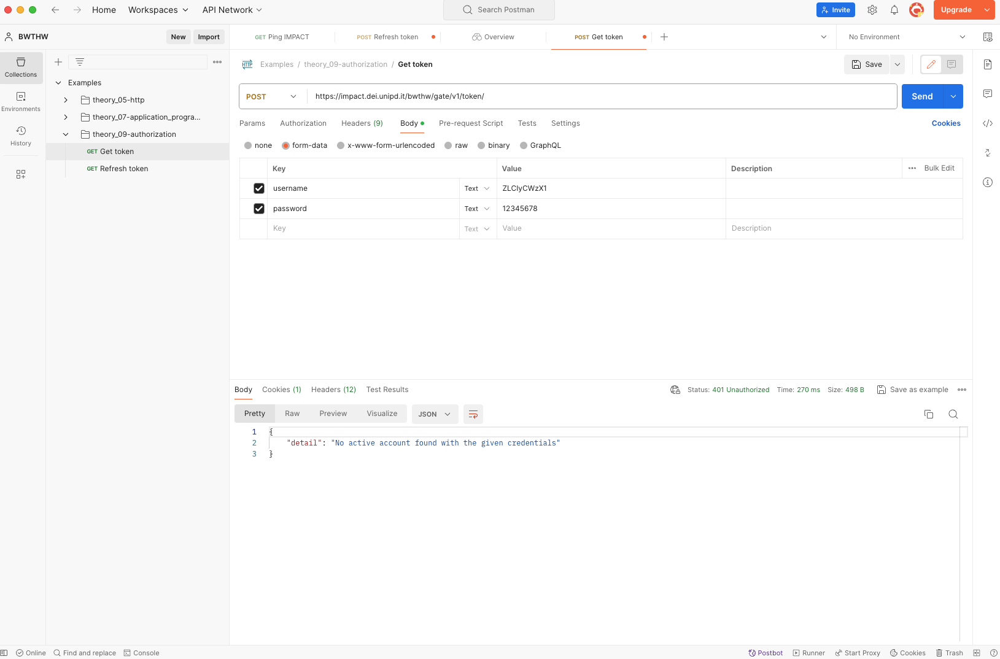 Home
Workspaces
API Network
Search Postman
Invite
Upgrade
BWTHW
New
Import
GET Ping IMPACT
POST Refresh token
Overview
POST Get token
No Environment
Collections
Environments
History
Examples
theory_05-http
theory_07-application_progra...
theory_09-authorization
GET Get token
GET Refresh token
HTTP
Examples / theory_09-authorization / Get token
Save
POST
https://impact.dei.unipd.it/bwthw/gate/v1/token/
Send
Params
Authorization
Headers (9)
Body
Pre-request Script
Tests
Settings
Cookies
none
form-data
x-www-form-urlencoded
raw
binary
GraphQL
Key
Value
Description
Bulk Edit
username
Text
ZLCIyCWzX1
password
Text
12345678
Key
Text
Value
Description
Body
Cookies (1)
Headers (12)
Test Results
Status: 401 Unauthorized
Time: 270 ms
Size: 498 B
Save as example
Pretty
Raw
Preview
Visualize
JSON
1 {
2 "detail": "No active account found with the given credentials"
3 }
Online
Find and replace
Console
Postbot
Runner
Start Proxy
Cookies
Trash